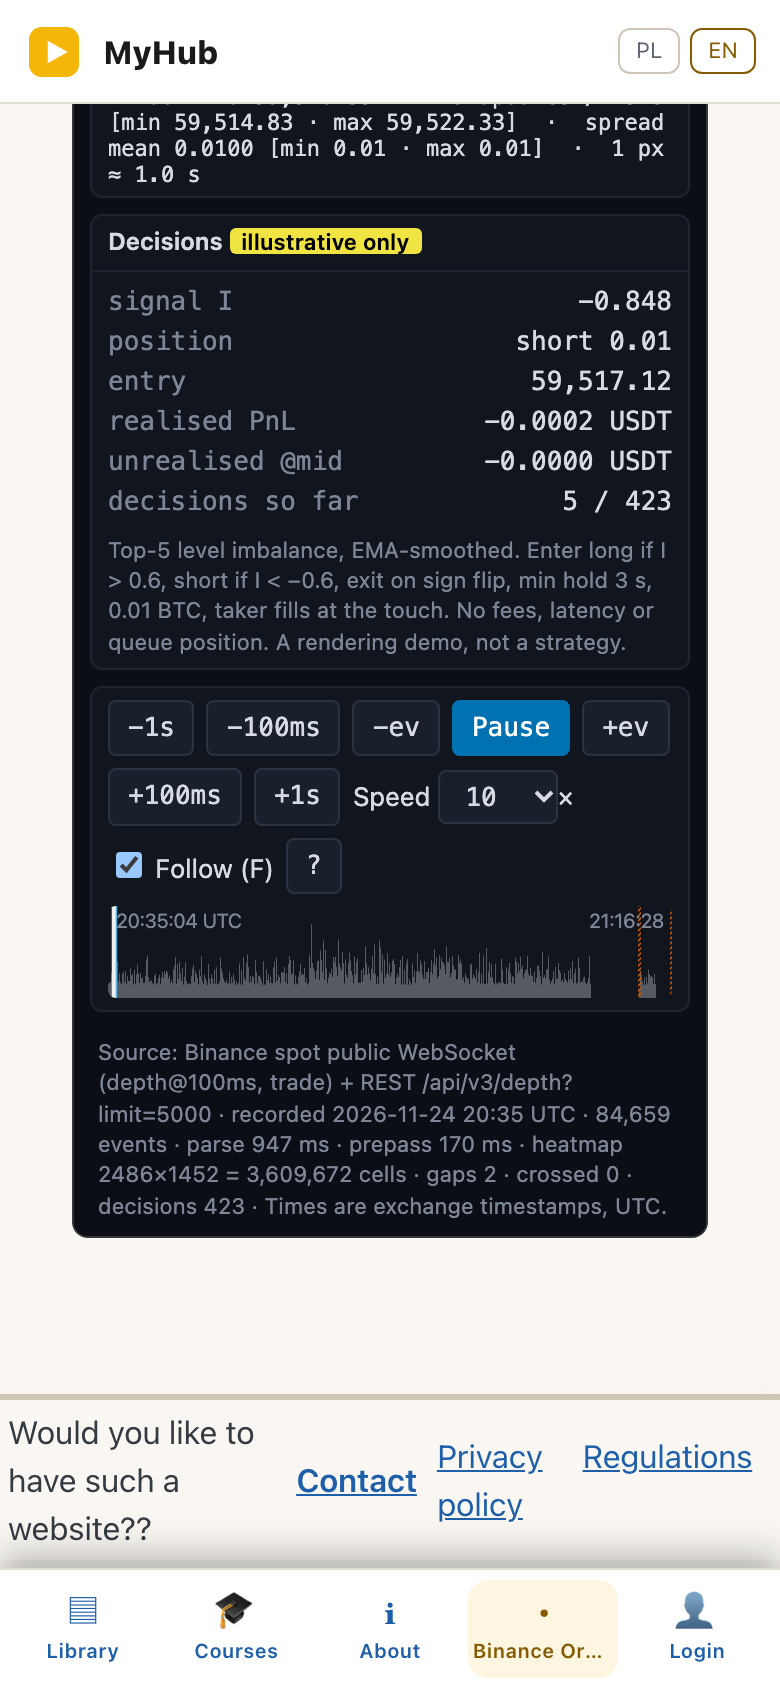 MyHub
PL
EN
[min 59,514.83 · max 59,522.33] · spread
mean 0.0100 [min 0.01 · max 0.01] · 1 px
≈ 1.0 s
Decisions illustrative only
signal I −0.848
position short 0.01
entry 59,517.12
realised PnL −0.0002 USDT
unrealised @mid −0.0000 USDT
decisions so far 5 / 423
Top-5 level imbalance, EMA-smoothed. Enter long if I
> 0.6, short if I < −0.6, exit on sign flip, min hold 3 s,
0.01 BTC, taker fills at the touch. No fees, latency or
queue position. A rendering demo, not a strategy.
−1s −100ms −ev Pause +ev
+100ms +1s Speed 10 ×
Follow (F) ?
20:35:04 UTC 21:16:28
Source: Binance spot public WebSocket
(depth@100ms, trade) + REST /api/v3/depth?
limit=5000 · recorded 2026-11-24 20:35 UTC · 84,659
events · parse 947 ms · prepass 170 ms · heatmap
2486×1452 = 3,609,672 cells · gaps 2 · crossed 0 ·
decisions 423 · Times are exchange timestamps, UTC.
Would you like to
have such a
website??
Contact
Privacy
policy
Regulations
Library
Courses
About
Binance Or...
Login